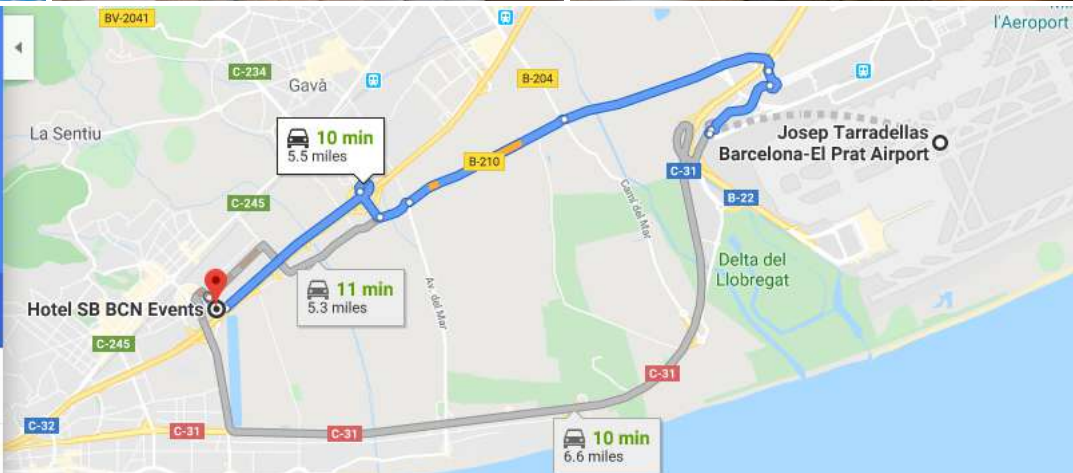 BV-2041
l'Aeroport
C-234
Gavà
B-204
La Sentiu
10 min
5.5 miles
Josep Tarradellas
Barcelona-El Prat Airport
B-210
C-31
C-245
B-22
Camí del Mar
Delta del
Llobregat
11 min
5.3 miles
Av. del Mar
Hotel SB BCN Events
C-245
C-31
C-32
C-31
C-31
10 min
6.6 miles